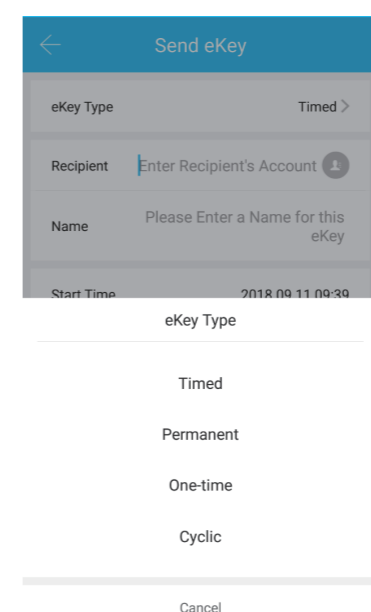 Send eKey
eKey Type Timed
Recipient Enter Recipient's Account
Name Please Enter a Name for this
eKey
Start Time 2018.09.11 09:39
eKey Type
Timed
Permanent
One-time
Cyclic
Cancel